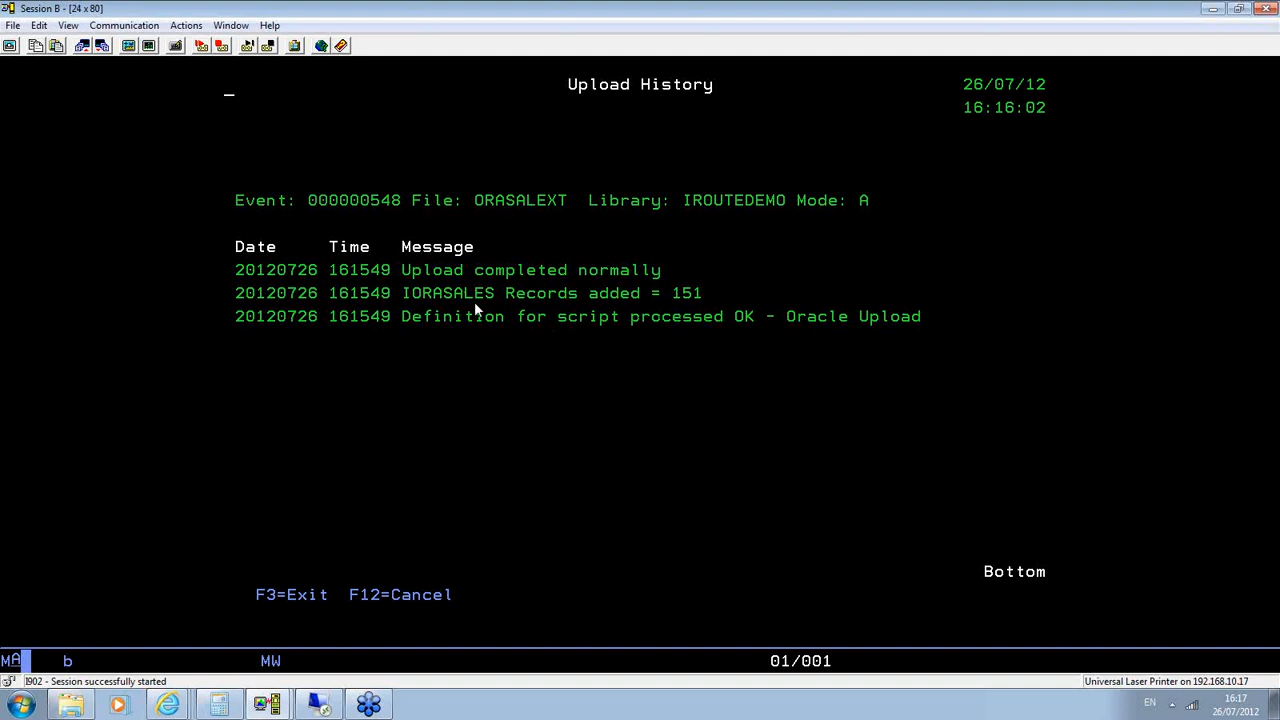 Session B - [24 x 80]
File Edit View Communication Actions Window Help
Upload History 26/07/12
16:16:02
Event: 000000548 File: ORASALEXT Library: IROUTEDEMO Mode: A
Date Time Message
20120726 161549 Upload completed normally
20120726 161549 IORASALES Records added = 151
20120726 161549 Definition for script processed OK - Oracle Upload
Bottom
F3=Exit F12=Cancel
MA b MW 01/001
I902 - Session successfully started Universal Laser Printer on 192.168.10.17
EN 16:17
26/07/2012